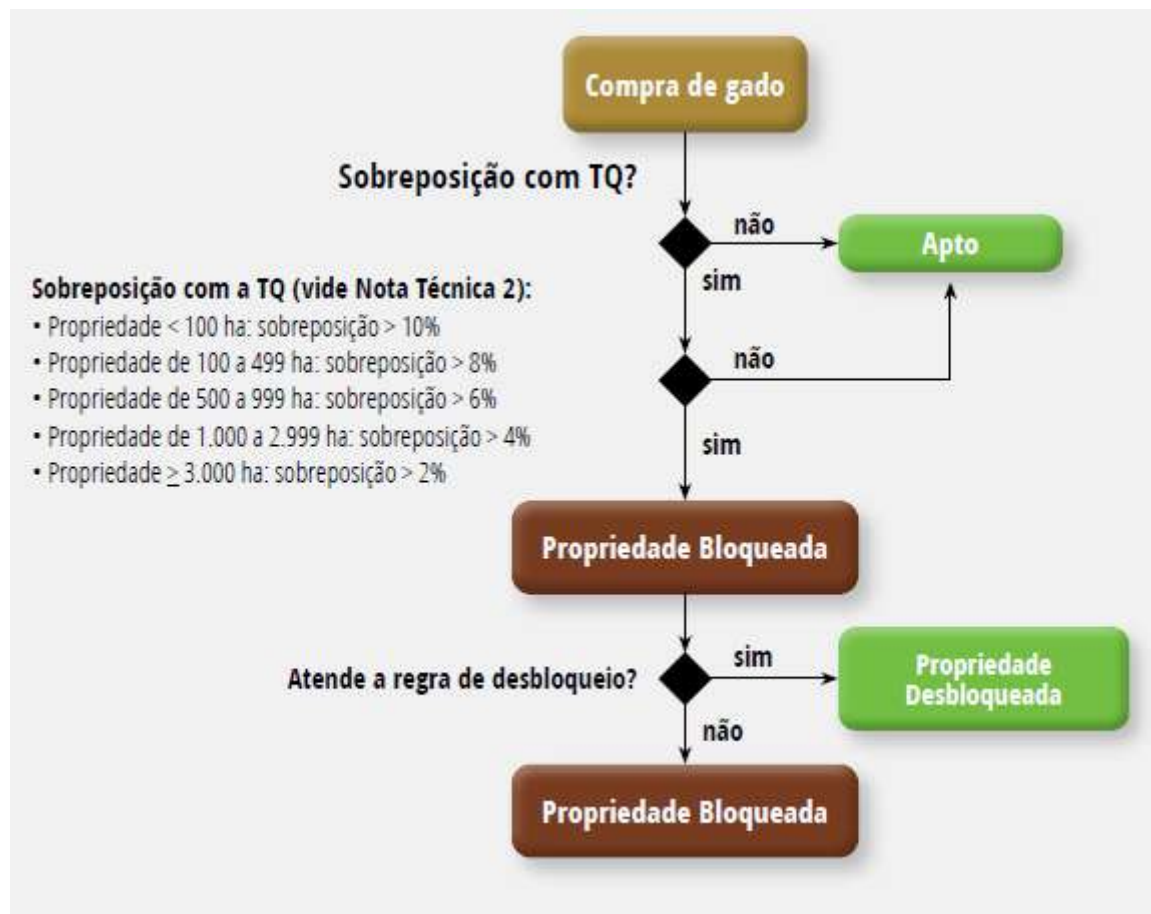 Compra de gado
Sobreposição com TQ?
não
Apto
sim
Sobreposição com a TQ (vide Nota Técnica 2):
• Propriedade < 100 ha: sobreposição > 10%
• Propriedade de 100 a 499 ha: sobreposição > 8%
• Propriedade de 500 a 999 ha: sobreposição > 6%
• Propriedade de 1.000 a 2.999 ha: sobreposição > 4%
• Propriedade ≥ 3.000 ha: sobreposição > 2%
não
sim
Propriedade Bloqueada
Atende a regra de desbloqueio?
sim
Propriedade
Desbloqueada
não
Propriedade Bloqueada